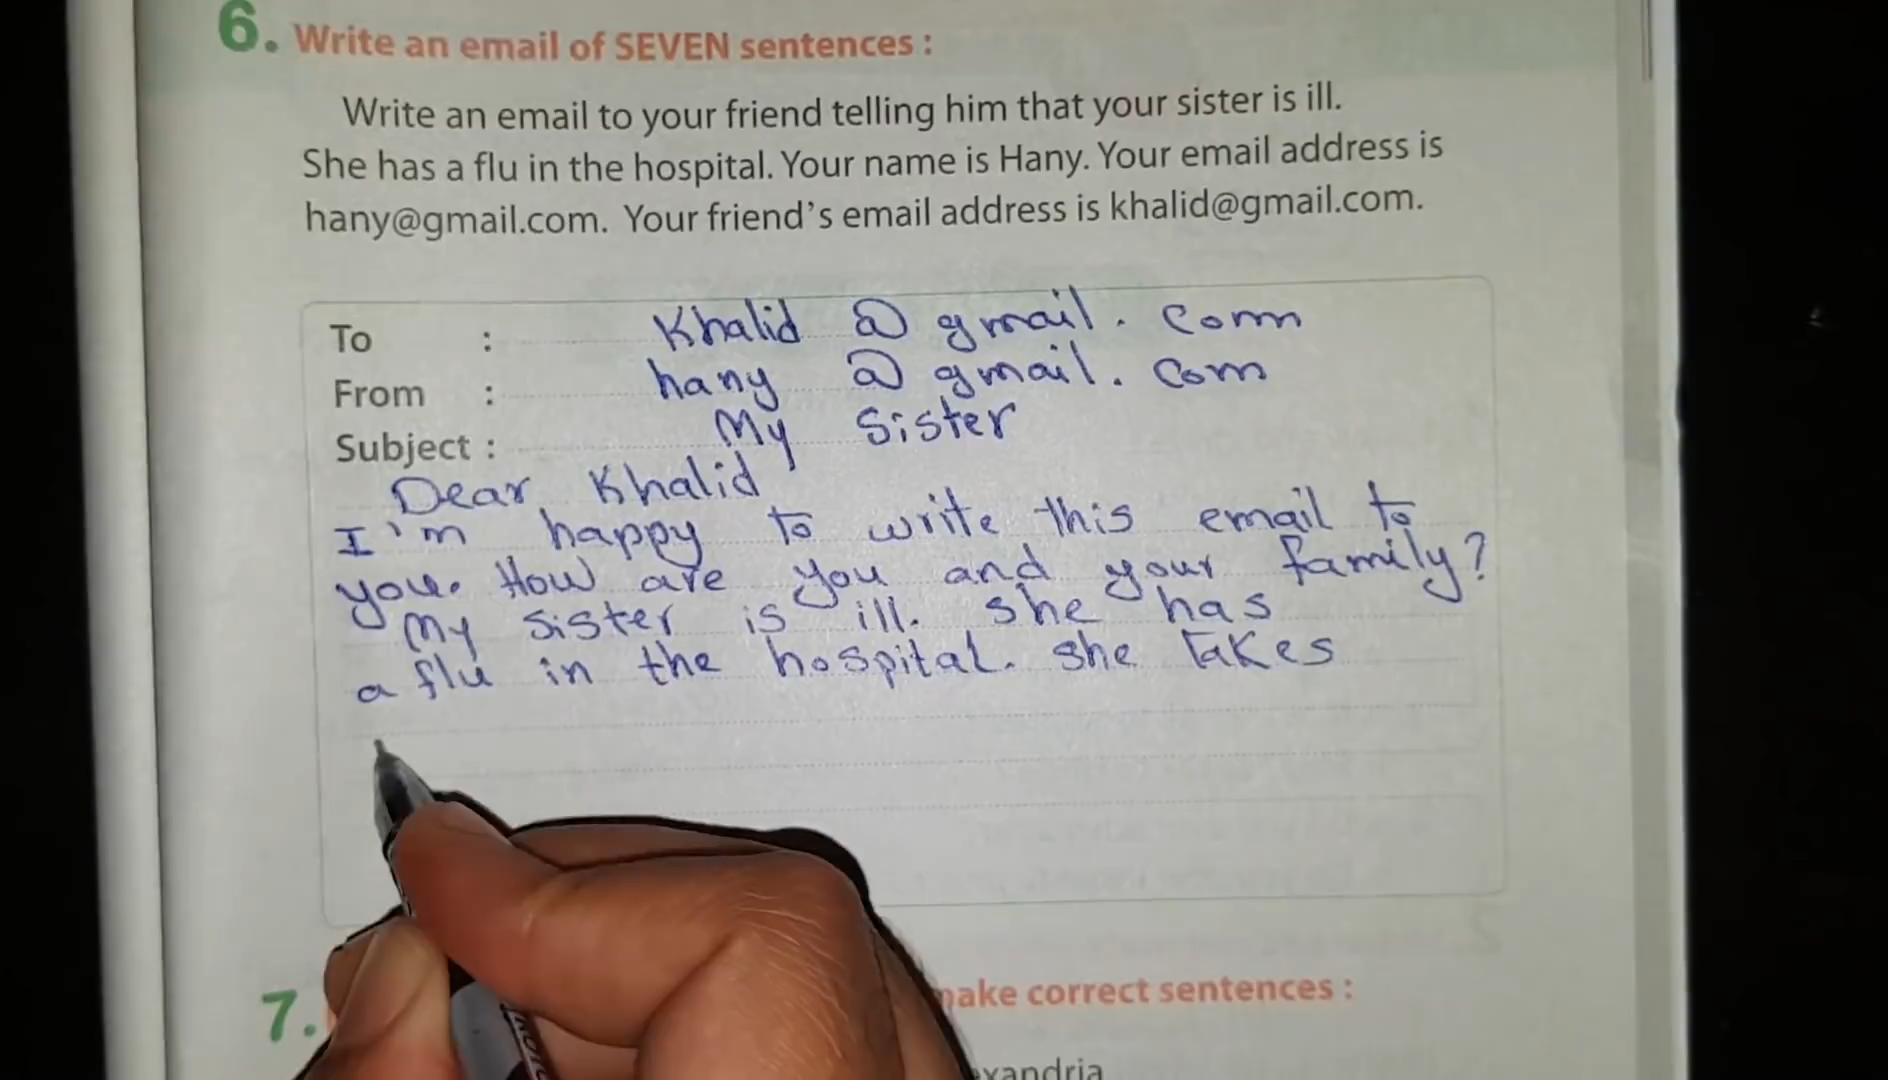 6. Write an email of SEVEN sentences :
Write an email to your friend telling him that your sister is ill.
She has a flu in the hospital. Your name is Hany. Your email address is
hany@gmail.com. Your friend's email address is khalid@gmail.com.
To : Khalid @ gmail. com
From : hany @ gmail. com
Subject : My sister
Dear Khalid
I'm happy to write this email to
you. How are you and your family?
My sister is ill. she has
a flu in the hospital. she takes
7. make correct sentences :